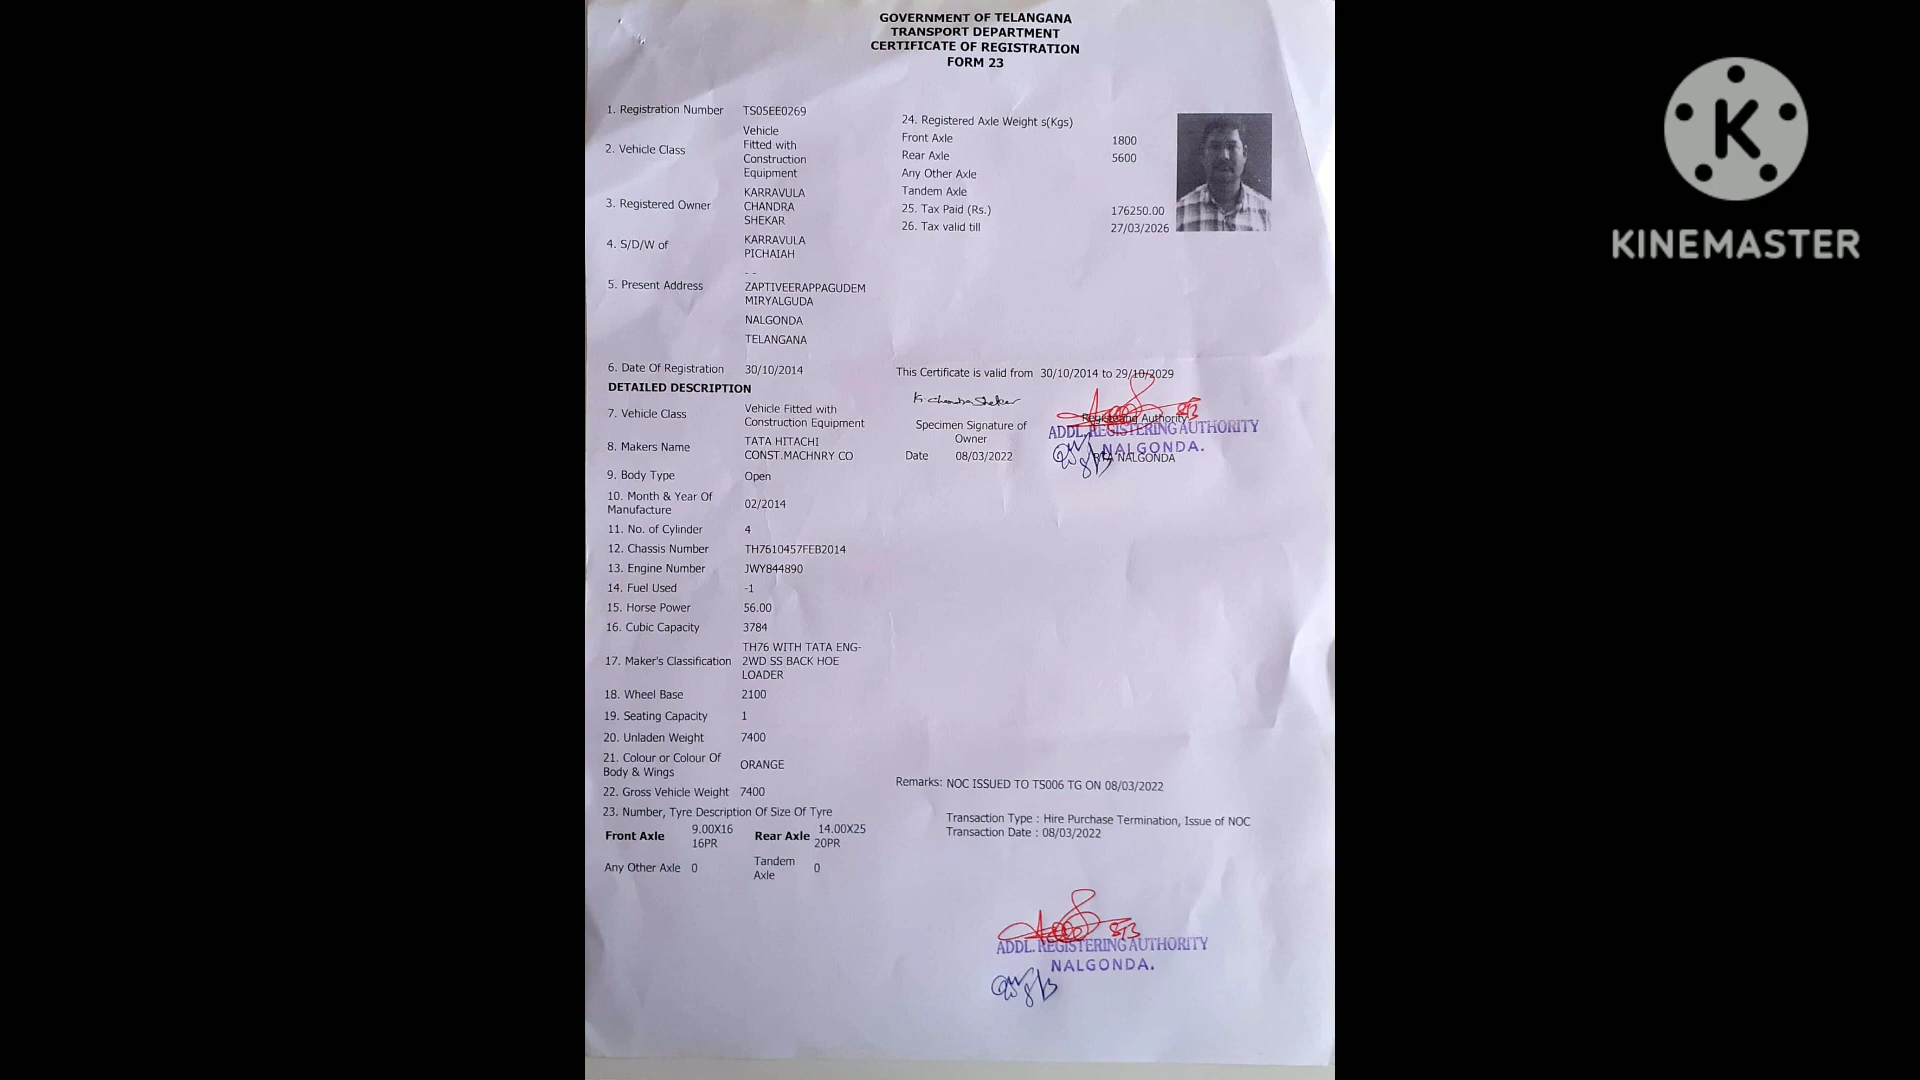 GOVERNMENT OF TELANGANA
TRANSPORT DEPARTMENT
CERTIFICATE OF REGISTRATION
FORM 23
1. Registration Number TS05EE0269
2. Vehicle Class Vehicle
Fitted with
Construction
Equipment
3. Registered Owner KARRAVULA
CHANDRA
SHEKAR
4. S/D/W of KARRAVULA
PICHAIAH
- -
5. Present Address ZAPTIVEERAPPAGUDEM
MIRYALGUDA
NALGONDA
TELANGANA
6. Date Of Registration 30/10/2014
24. Registered Axle Weight s(Kgs)
Front Axle 1800
Rear Axle 5600
Any Other Axle
Tandem Axle
25. Tax Paid (Rs.) 176250.00
26. Tax valid till 27/03/2026
This Certificate is valid from 30/10/2014 to 29/10/2029
K. Chandra Shekar
Specimen Signature of
Owner
Date 08/03/2022
Registering Authority
ADDL. REGISTERING AUTHORITY
NALGONDA.
RTA NALGONDA
DETAILED DESCRIPTION
7. Vehicle Class Vehicle Fitted with
Construction Equipment
8. Makers Name TATA HITACHI
CONST.MACHNRY CO
9. Body Type Open
10. Month & Year Of
Manufacture 02/2014
11. No. of Cylinder 4
12. Chassis Number TH7610457FEB2014
13. Engine Number JWY844890
14. Fuel Used -1
15. Horse Power 56.00
16. Cubic Capacity 3784
17. Maker's Classification TH76 WITH TATA ENG-
2WD SS BACK HOE
LOADER
18. Wheel Base 2100
19. Seating Capacity 1
20. Unladen Weight 7400
21. Colour or Colour Of
Body & Wings ORANGE
22. Gross Vehicle Weight 7400
23. Number, Tyre Description Of Size Of Tyre
Front Axle 9.00X16
16PR
Rear Axle 14.00X25
20PR
Any Other Axle 0
Tandem
Axle 0
Remarks: NOC ISSUED TO TS006 TG ON 08/03/2022
Transaction Type : Hire Purchase Termination, Issue of NOC
Transaction Date : 08/03/2022
ADDL. REGISTERING AUTHORITY
NALGONDA.
K
KINEMASTER